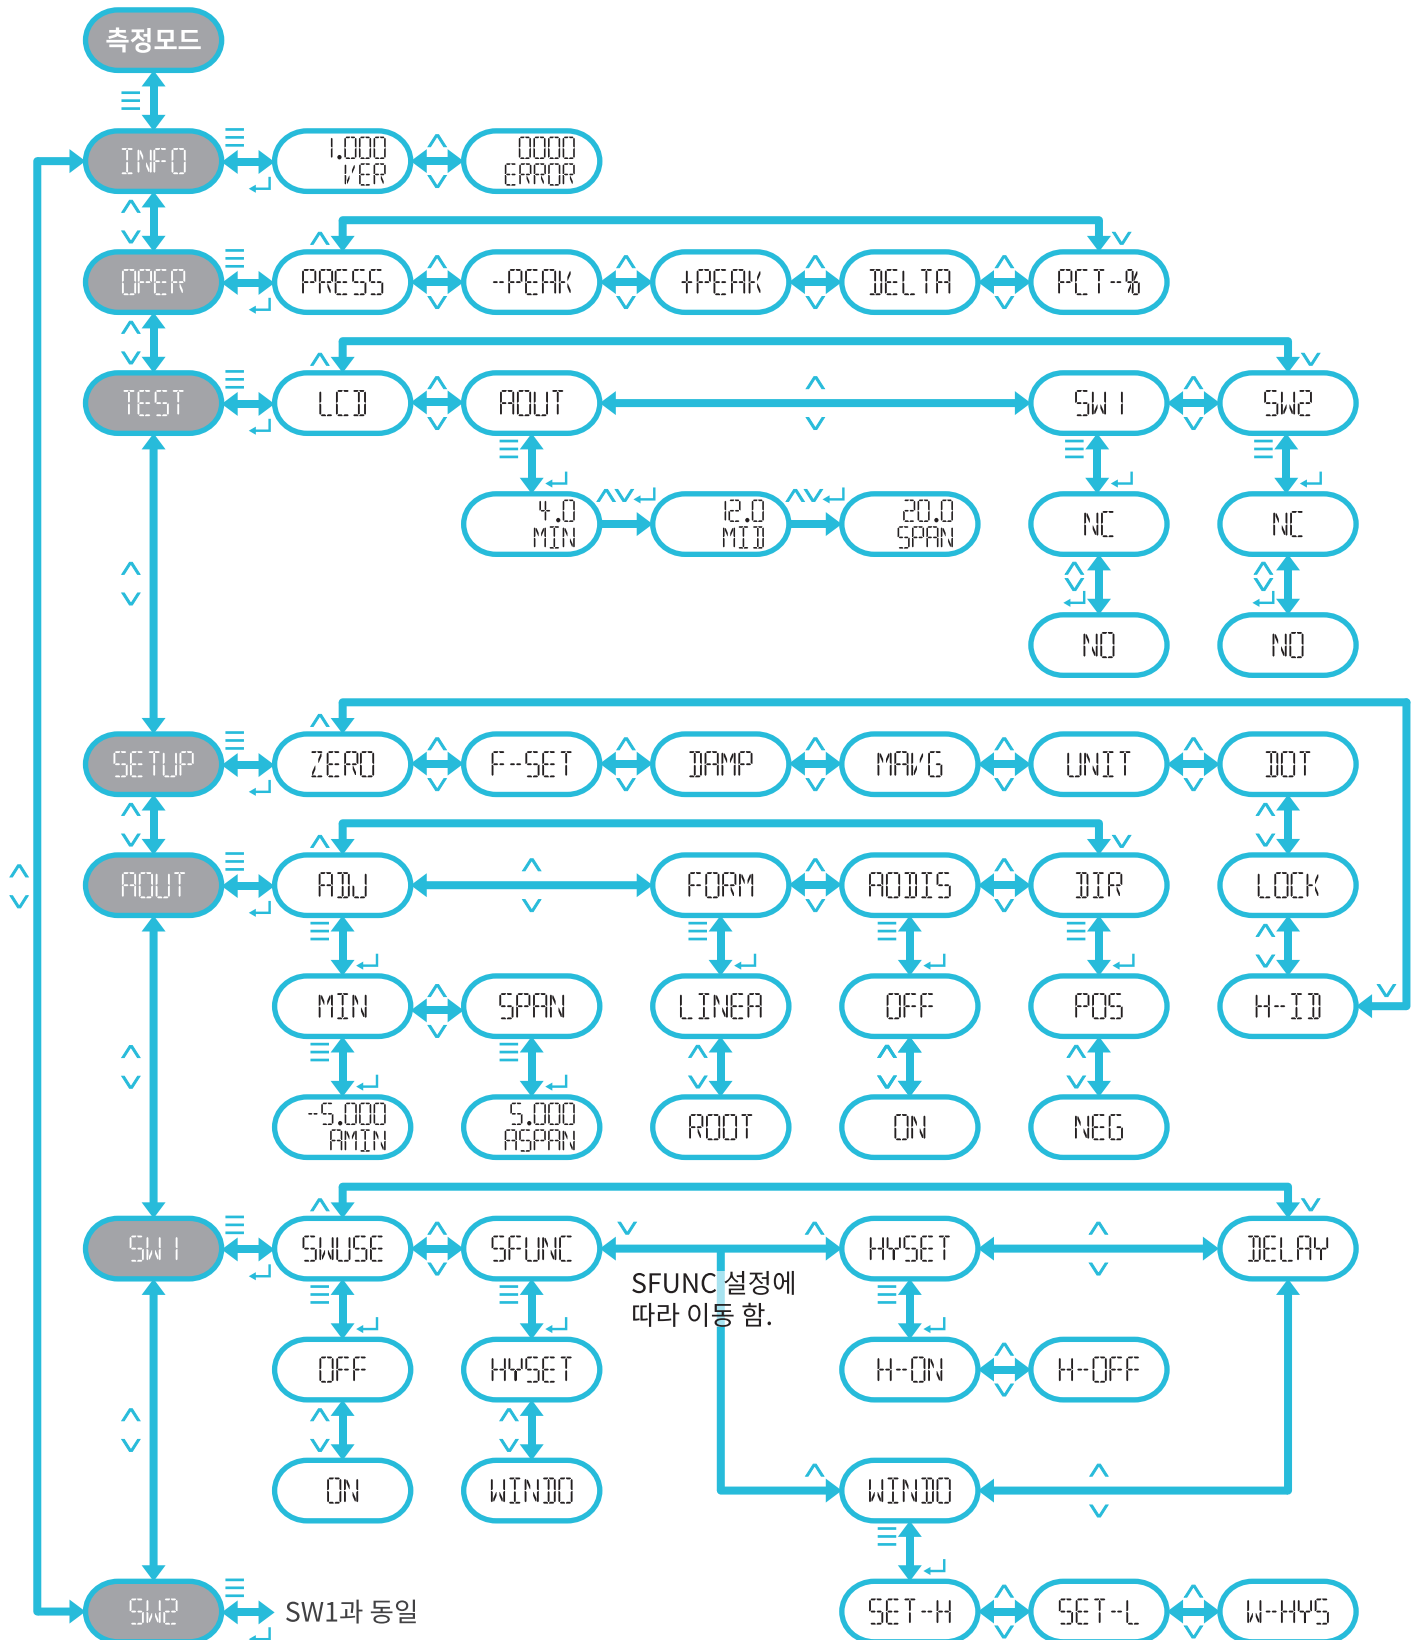 측정모드
INFO
1.000
VER
0000
ERROR
OPER
PRESS
-PEAK
+PEAK
DELTA
PCT-%
TEST
LCD
AOUT
SW1
SW2
4.0
MIN
12.0
MID
20.0
SPAN
NC
NC
NO
NO
SETUP
ZERO
F-SET
DAMP
MAVG
UNIT
DOT
AOUT
ADJ
FORM
AODIS
DIR
LOCK
MIN
SPAN
LINEA
OFF
POS
H-ID
-5.000
AMIN
5.000
ASPAN
ROOT
ON
NEG
SW1
SWUSE
SFUNC
HYSET
DELAY
SFUNC 설정에
따라 이동 함.
OFF
HYSET
H-ON
H-OFF
ON
WINDO
WINDO
SW2
SW1과 동일
SET-H
SET-L
W-HYS